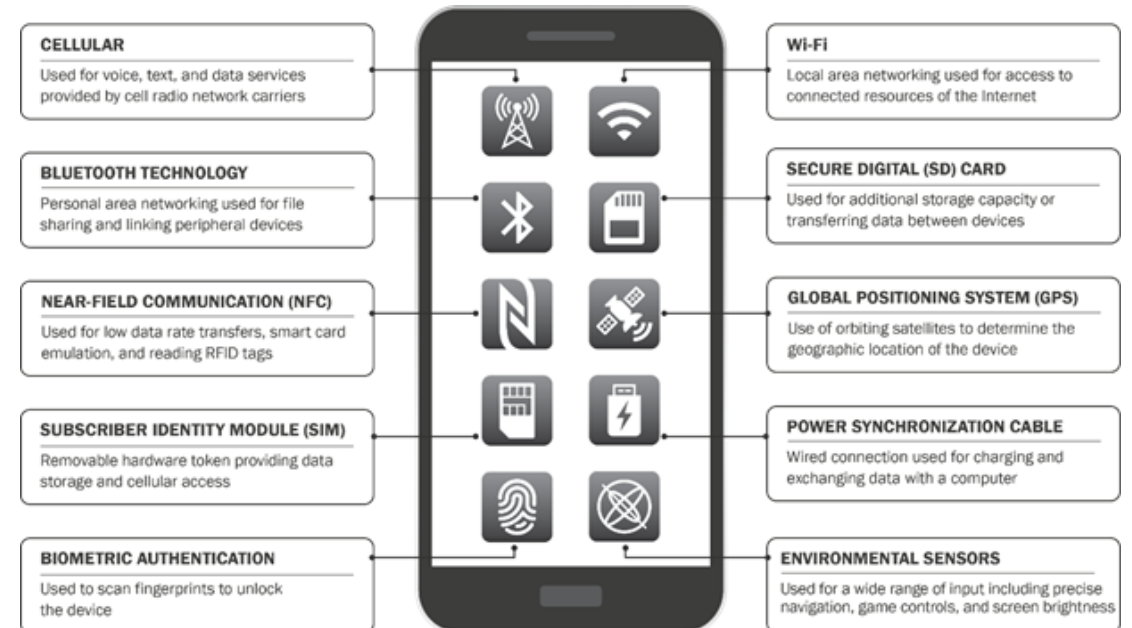 CELLULAR
Used for voice, text, and data services
provided by cell radio network carriers
BLUETOOTH TECHNOLOGY
Personal area networking used for file
sharing and linking peripheral devices
NEAR-FIELD COMMUNICATION (NFC)
Used for low data rate transfers, smart card
emulation, and reading RFID tags
SUBSCRIBER IDENTITY MODULE (SIM)
Removable hardware token providing data
storage and cellular access
BIOMETRIC AUTHENTICATION
Used to scan fingerprints to unlock
the device
Wi-Fi
Local area networking used for access to
connected resources of the Internet
SECURE DIGITAL (SD) CARD
Used for additional storage capacity or
transferring data between devices
GLOBAL POSITIONING SYSTEM (GPS)
Use of orbiting satellites to determine the
geographic location of the device
POWER SYNCHRONIZATION CABLE
Wired connection used for charging and
exchanging data with a computer
ENVIRONMENTAL SENSORS
Used for a wide range of input including precise
navigation, game controls, and screen brightness